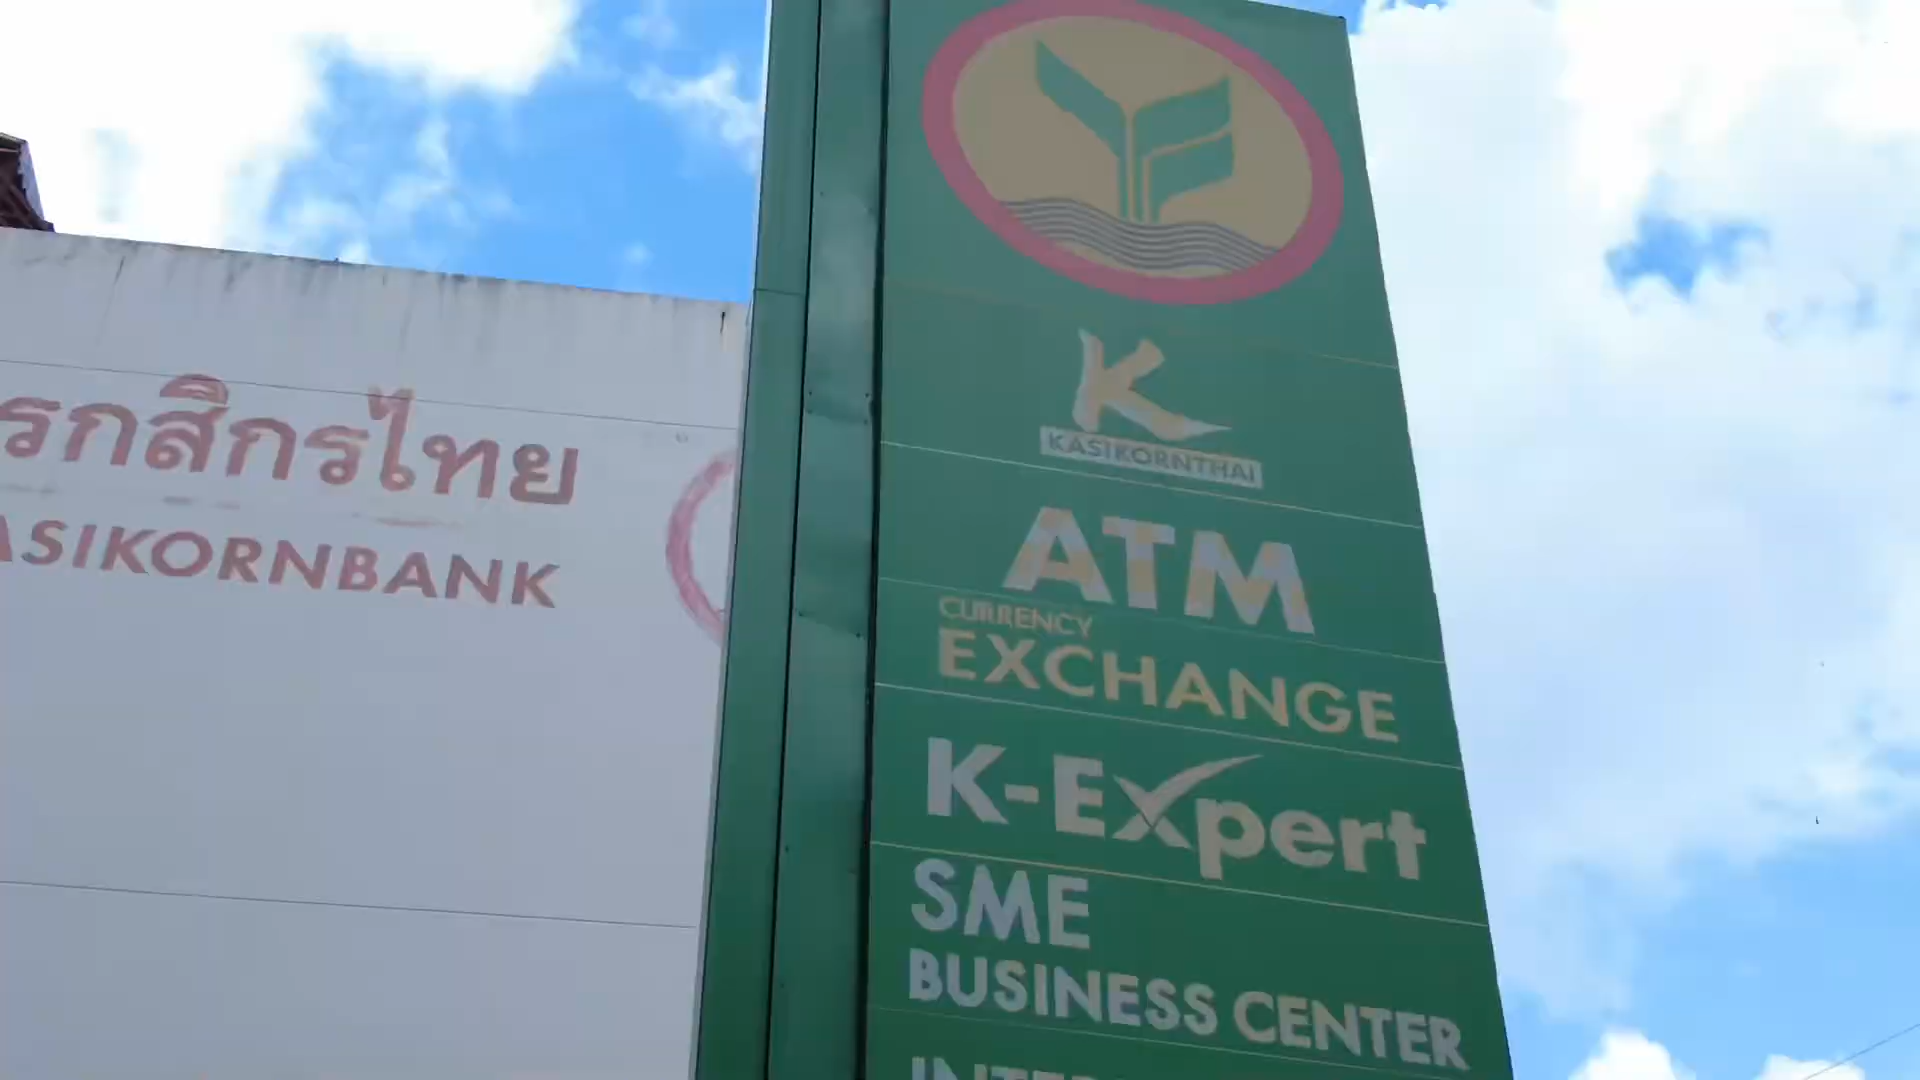 รกสิกรไทย
ASIKORNBANK
K
KASIKORNTHAI
ATM
CURRENCY
EXCHANGE
K-Expert
SME
BUSINESS CENTER